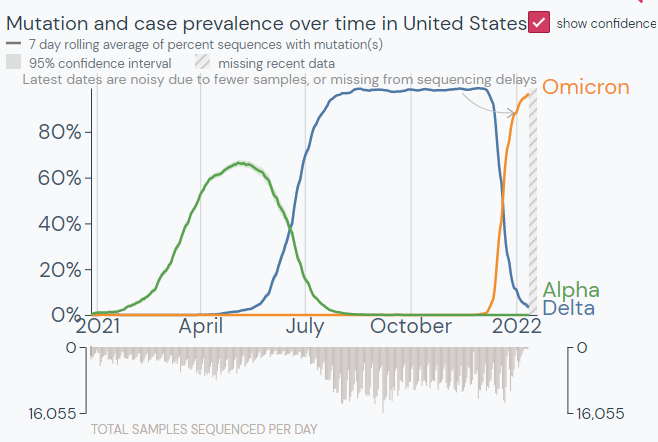 Mutation and case prevalence over time in United States
show confidence
7 day rolling average of percent sequences with mutation(s)
95% confidence interval
missing recent data
Latest dates are noisy due to fewer samples, or missing from sequencing delays
Omicron
80%
60%
40%
20%
Alpha
Delta
0%
2021
April
July
October
2022
0
0
16,055
16,055
TOTAL SAMPLES SEQUENCED PER DAY